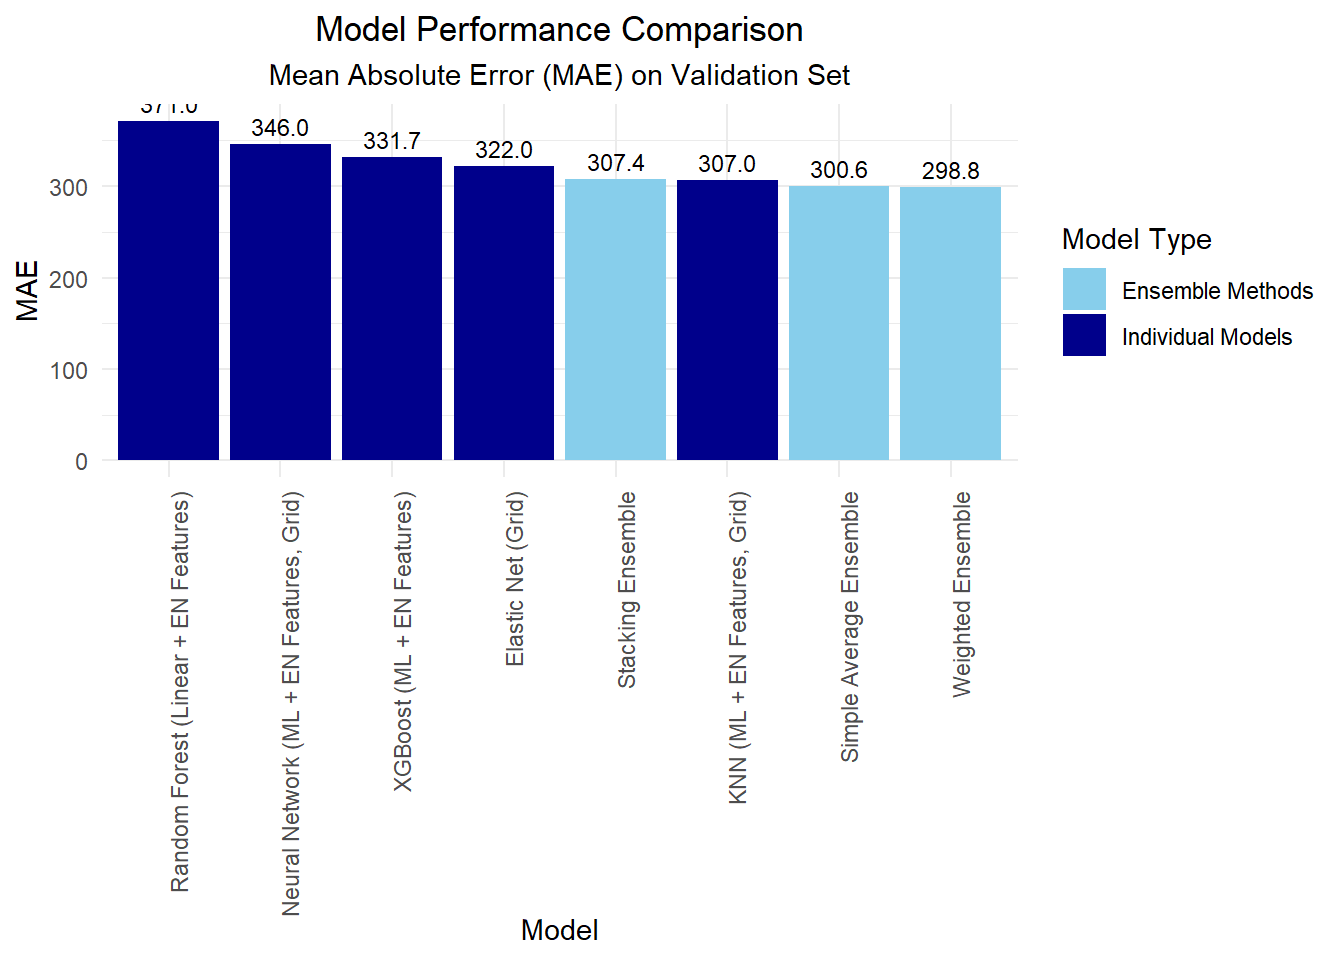 Model Performance Comparison
Mean Absolute Error (MAE) on Validation Set
371.0
346.0
331.7
322.0
307.4
307.0
300.6
298.8
300
200
100
0
MAE
Random Forest (Linear + EN Features)
Neural Network (ML + EN Features, Grid)
XGBoost (ML + EN Features)
Elastic Net (Grid)
Stacking Ensemble
KNN (ML + EN Features, Grid)
Simple Average Ensemble
Weighted Ensemble
Model
Model Type
Ensemble Methods
Individual Models